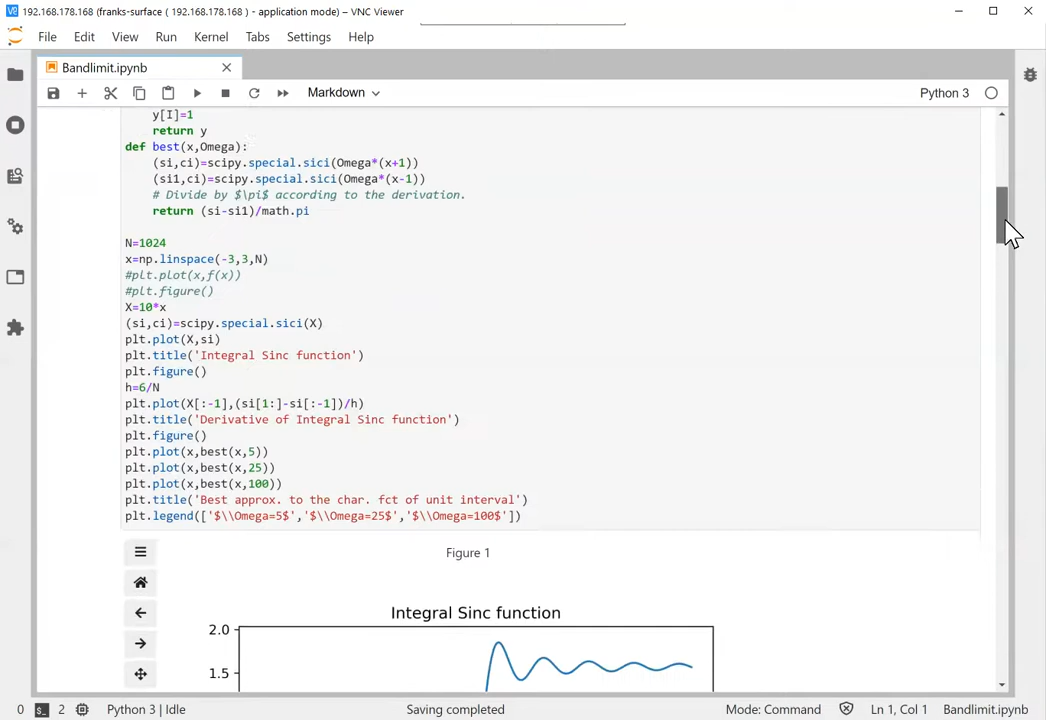 192.168.178.168 (franks-surface ( 192.168.178.168 ) - application mode) – VNC Viewer
File Edit View Run Kernel Tabs Settings Help
Bandlimit.ipynb
Markdown Python 3
y[I]=1
return y
def best(x,Omega):
(si,ci)=scipy.special.sici(Omega*(x+1))
(si1,ci)=scipy.special.sici(Omega*(x-1))
# Divide by $\pi$ according to the derivation.
return (si-si1)/math.pi
N=1024
x=np.linspace(-3,3,N)
#plt.plot(x,f(x))
#plt.figure()
X=10*x
(si,ci)=scipy.special.sici(X)
plt.plot(X,si)
plt.title('Integral Sinc function')
plt.figure()
h=6/N
plt.plot(X[:-1],(si[1:]-si[:-1])/h)
plt.title('Derivative of Integral Sinc function')
plt.figure()
plt.plot(x,best(x,5))
plt.plot(x,best(x,25))
plt.plot(x,best(x,100))
plt.title('Best approx. to the char. fct of unit interval')
plt.legend(['$\\Omega=5$','$\\Omega=25$','$\\Omega=100$'])
Figure 1
Integral Sinc function
2.0
1.5
0 2 Python 3 | Idle Saving completed Mode: Command Ln 1, Col 1 Bandlimit.ipynb